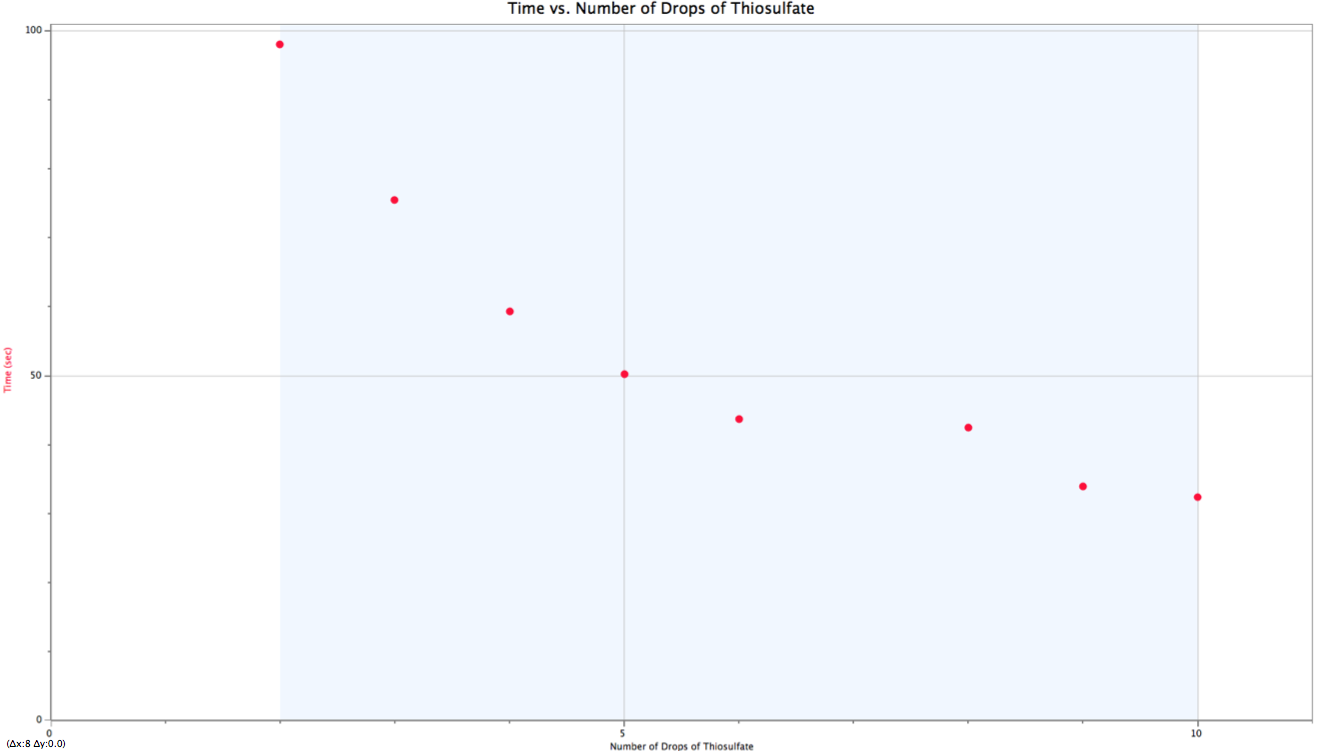 Time vs. Number of Drops of Thiosulfate
100
50
0
Time (sec)
0
5
10
Number of Drops of Thiosulfate
(Δx:8 Δy:0.0)